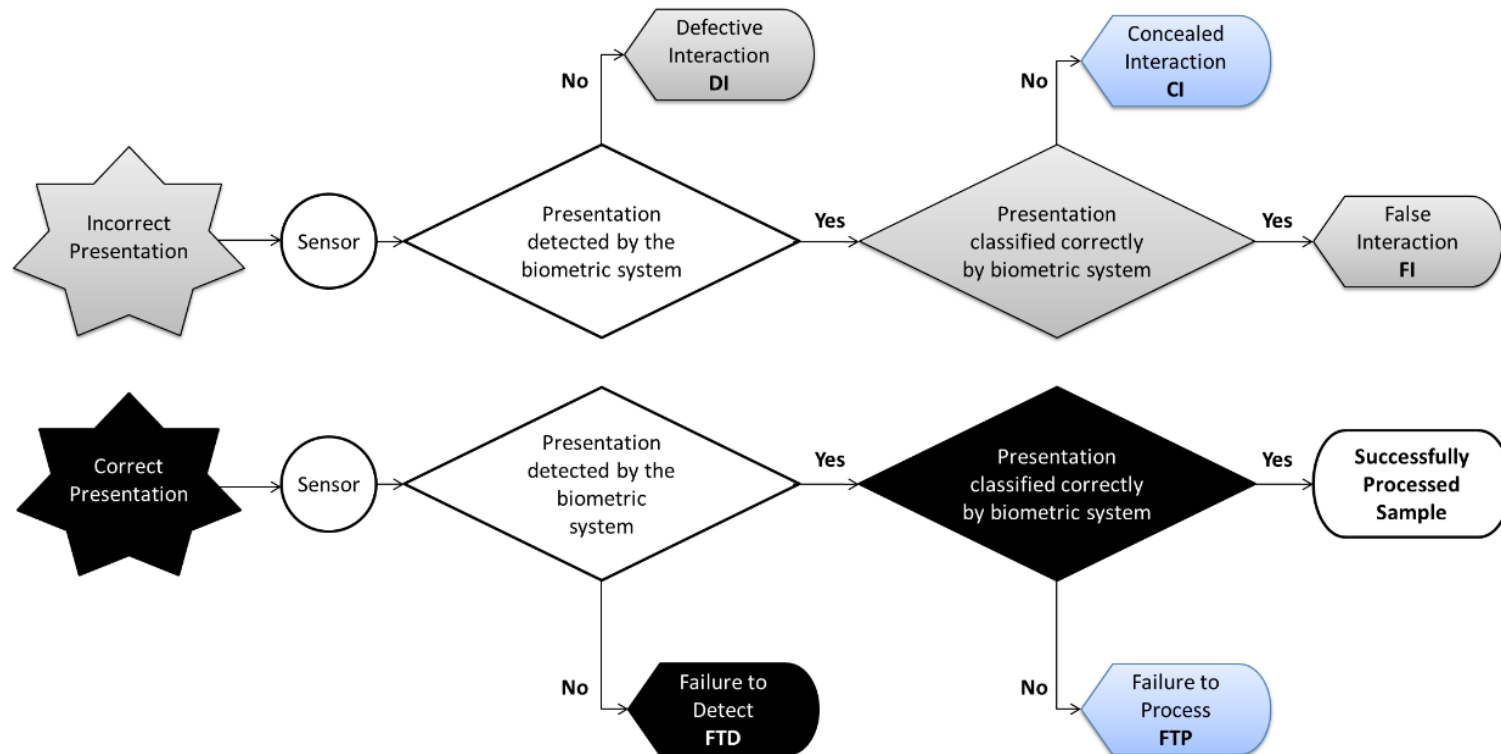 Incorrect
Presentation
Sensor
Presentation
detected by the
biometric system
No
Defective
Interaction
DI
Yes
Presentation
classified correctly
by biometric system
No
Concealed
Interaction
CI
Yes
False
Interaction
FI
Correct
Presentation
Sensor
Presentation
detected by the
biometric
system
No
Failure to
Detect
FTD
Yes
Presentation
classified correctly
by biometric system
No
Failure to
Process
FTP
Yes
Successfully
Processed
Sample